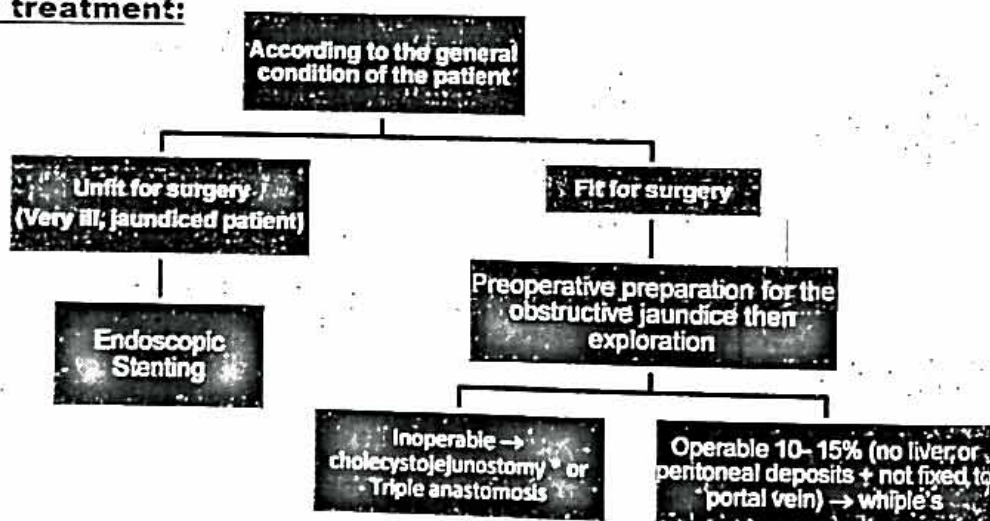 treatment:
According to the general
condition of the patient
Unfit for surgery
(Very ill, jaundiced patient)
Fit for surgery
Endoscopic
Stenting
Preoperative preparation for the
obstructive jaundice then
exploration
Inoperable →
cholecystojejunostomy * or
Triple anastomosis
Operable 10- 15% (no liver or
peritoneal deposits + not fixed to
portal vein) → whiple's